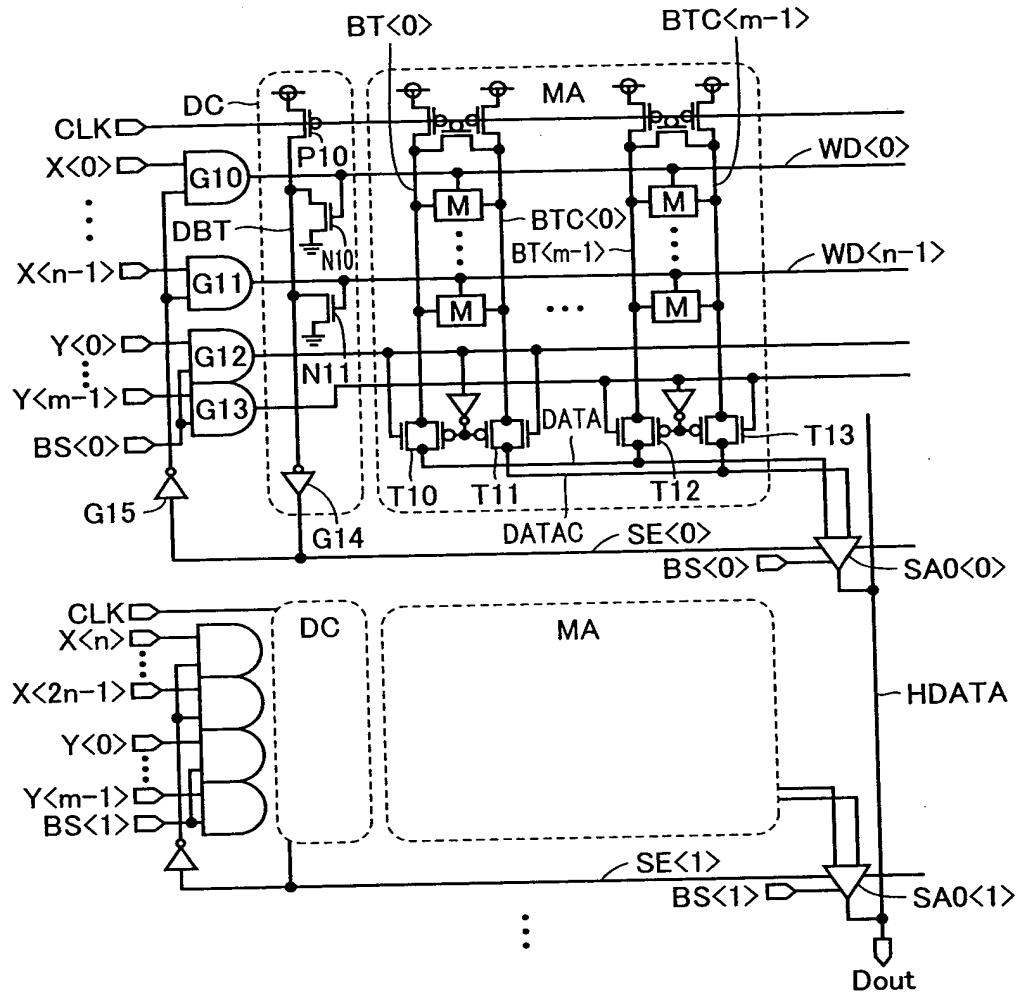 BT<0>
BTC<m-1>
DC
MA
CLK
P10
X<0>
G10
WD<0>
M
M
DBT
N10
BTC<0>
BT<m-1>
X<n-1>
G11
WD<n-1>
M
M
Y<0>
G12
N11
Y<m-1>
G13
BS<0>
DATA
T13
G15
G14
T10
T11
T12
DATAC
SE<0>
BS<0>
SA0<0>
CLK
DC
MA
X<n>
X<2n-1>
HDATA
Y<0>
Y<m-1>
BS<1>
SE<1>
BS<1>
SA0<1>
Dout